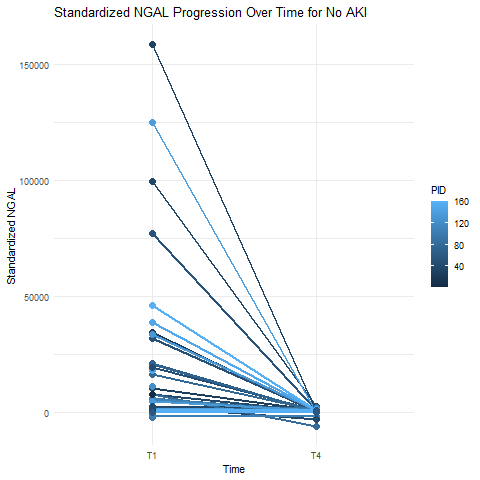 Standardized NGAL Progression Over Time for No AKI
150000
100000
50000
0
Standardized NGAL
T1
T4
Time
PID
160
120
80
40